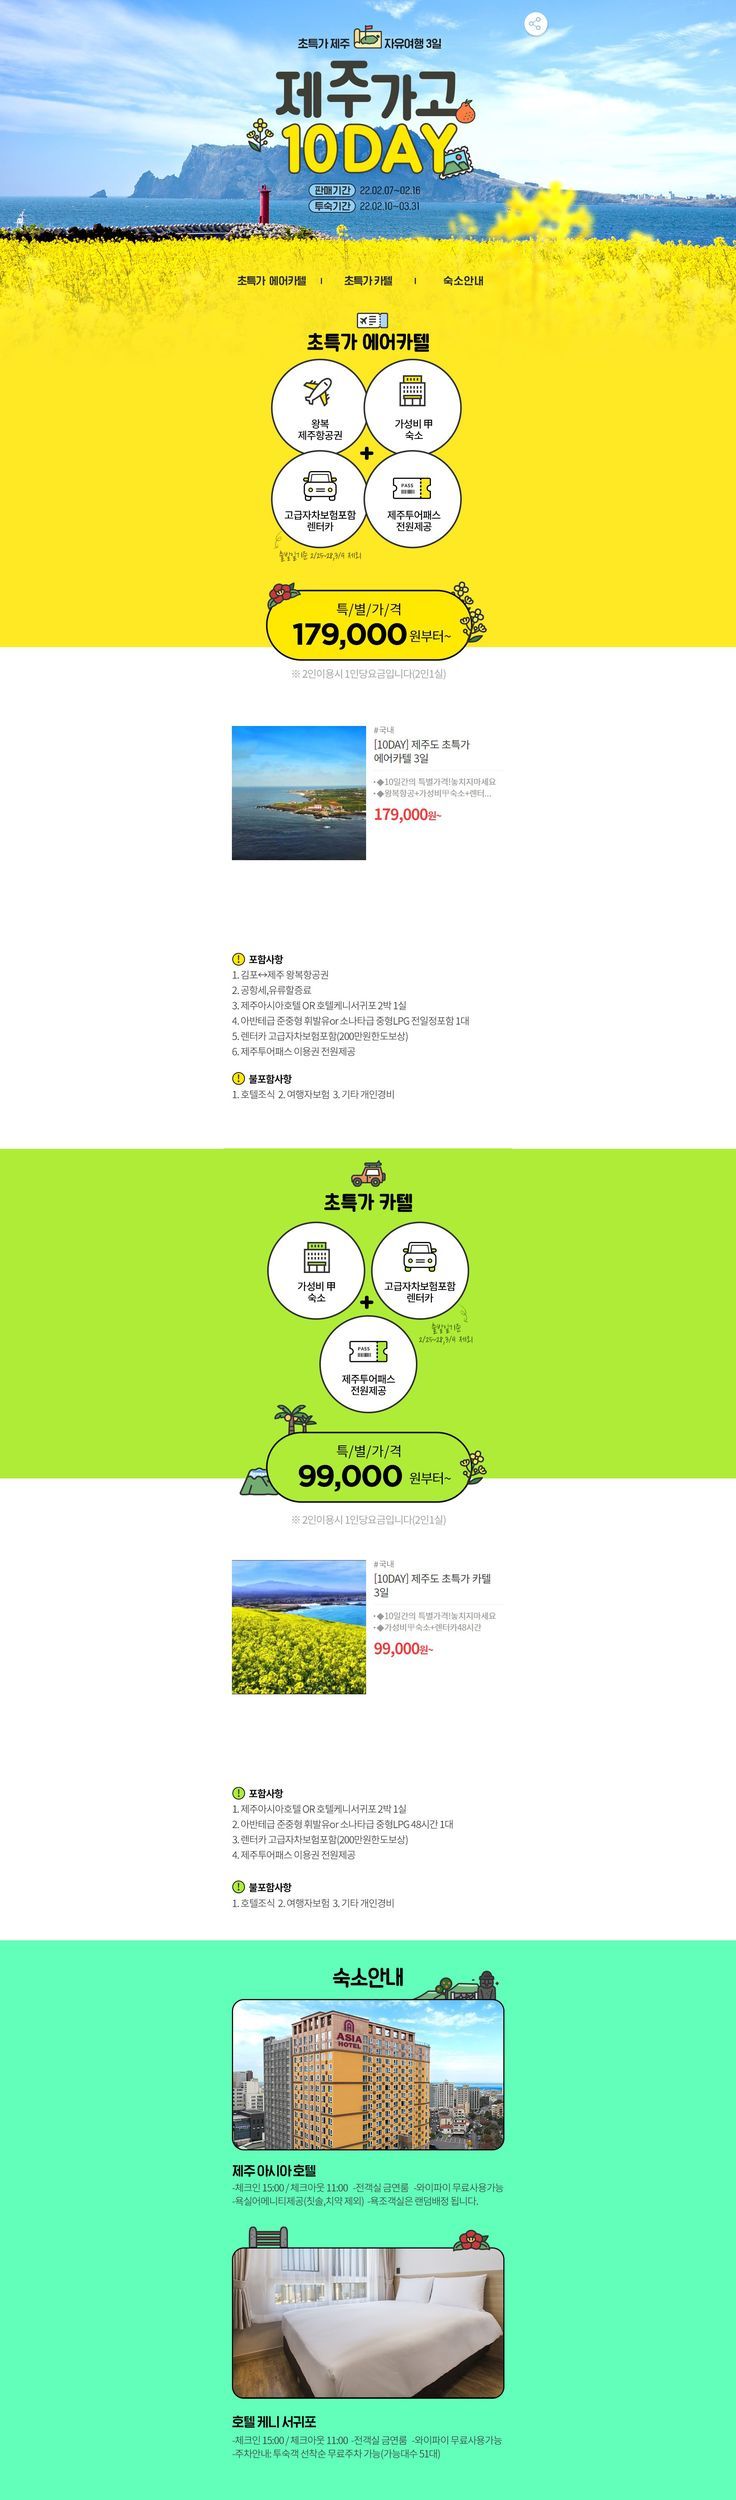 초특가 제주 자유여행 3일
제주가고
10DAY
판매기간 22.02.07~02.16
투숙기간 22.02.10~03.31
초특가 에어카텔 | 초특가 카텔 | 숙소안내
초특가 에어카텔
왕복
제주항공권
가성비 甲
숙소
+
고급자차보험포함
렌터카
PASS
제주투어패스
전원제공
출발일기준 2/25~28,3/4 제외
특/별/가/격
179,000원부터~
※ 2인이용시 1인당요금입니다(2인1실)
#국내
[10DAY] 제주도 초특가
에어카텔 3일
·◆10일간의 특별가격!놓치지마세요
·◆왕복항공+가성비甲숙소+렌터...
179,000원~
! 포함사항
1. 김포↔제주 왕복항공권
2. 공항세,유류할증료
3. 제주아시아호텔 OR 호텔케니서귀포 2박 1실
4. 아반테급 준중형 휘발유or 소나타급 중형LPG 전일정포함 1대
5. 렌터카 고급자차보험포함(200만원한도보상)
6. 제주투어패스 이용권 전원제공
! 불포함사항
1. 호텔조식 2. 여행자보험 3. 기타 개인경비
초특가 카텔
가성비 甲
숙소
고급자차보험포함
렌터카
+
출발일기준
2/25~28,3/4 제외
PASS
제주투어패스
전원제공
특/별/가/격
99,000 원부터~
※ 2인이용시 1인당요금입니다(2인1실)
#국내
[10DAY] 제주도 초특가 카텔
3일
·◆10일간의 특별가격!놓치지마세요
·◆가성비甲숙소+렌터카48시간
99,000원~
! 포함사항
1. 제주아시아호텔 OR 호텔케니서귀포 2박 1실
2. 아반테급 준중형 휘발유or 소나타급 중형LPG 48시간 1대
3. 렌터카 고급자차보험포함(200만원한도보상)
4. 제주투어패스 이용권 전원제공
! 불포함사항
1. 호텔조식 2. 여행자보험 3. 기타 개인경비
숙소안내
ASIA
HOTEL
제주 아시아 호텔
-체크인 15:00 / 체크아웃 11:00 -전객실 금연룸 -와이파이 무료사용가능
-욕실어메니티제공(칫솔,치약 제외) -욕조객실은 랜덤배정 됩니다.
호텔 케니 서귀포
-체크인 15:00 / 체크아웃 11:00 -전객실 금연룸 -와이파이 무료사용가능
-주차안내: 투숙객 선착순 무료주차 가능(가능대수 51대)